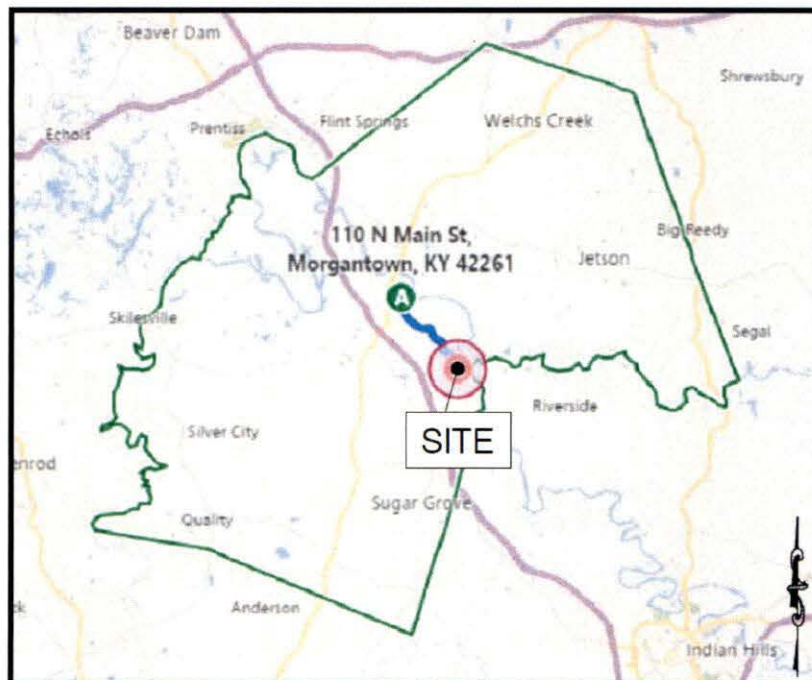 Beaver Dam
Shrewsbury
Echols
Prentiss
Flint Springs
Welchs Creek
110 N Main St,
Morgantown, KY 42261
Big Reedy
Jetson
A
Skilesville
Segal
Riverside
Silver City
SITE
enrod
Sugar Grove
Quality
Anderson
Indian Hills